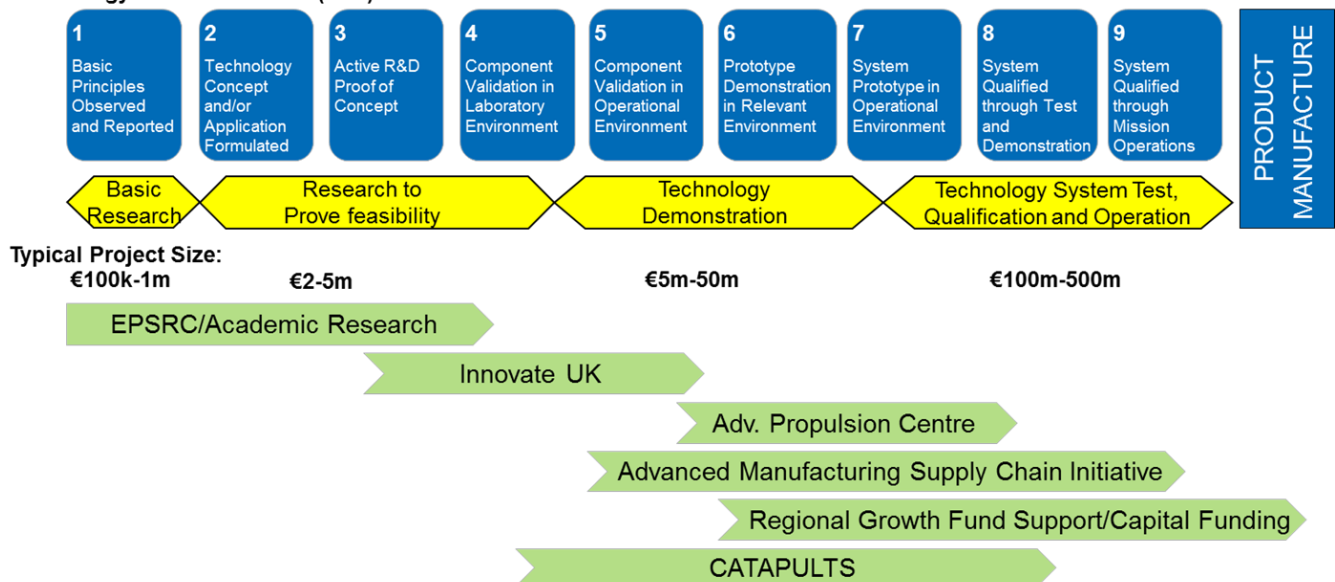 1
Basic
Principles
Observed
and Reported
2
Technology
Concept
and/or
Application
Formulated
3
Active R&D
Proof of
Concept
4
Component
Validation in
Laboratory
Environment
5
Component
Validation in
Operational
Environment
6
Prototype
Demonstration
in Relevant
Environment
7
System
Prototype in
Operational
Environment
8
System
Qualified
through Test
and
Demonstration
9
System
Qualified
through
Mission
Operations
PRODUCT
MANUFACTURE
Basic
Research
Research to
Prove feasibility
Technology
Demonstration
Technology System Test,
Qualification and Operation
Typical Project Size:
€100k-1m
€2-5m
€5m-50m
€100m-500m
EPSRC/Academic Research
Innovate UK
Adv. Propulsion Centre
Advanced Manufacturing Supply Chain Initiative
Regional Growth Fund Support/Capital Funding
CATAPULTS